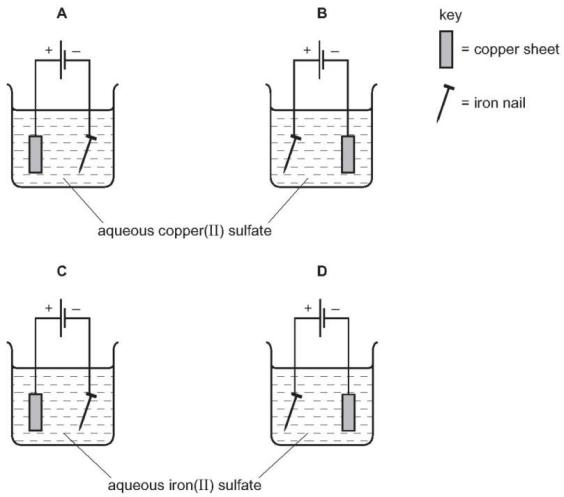 A
B
key
+ −
+ −
= copper sheet
= iron nail
aqueous copper(II) sulfate
C
D
+ −
+ −
aqueous iron(II) sulfate